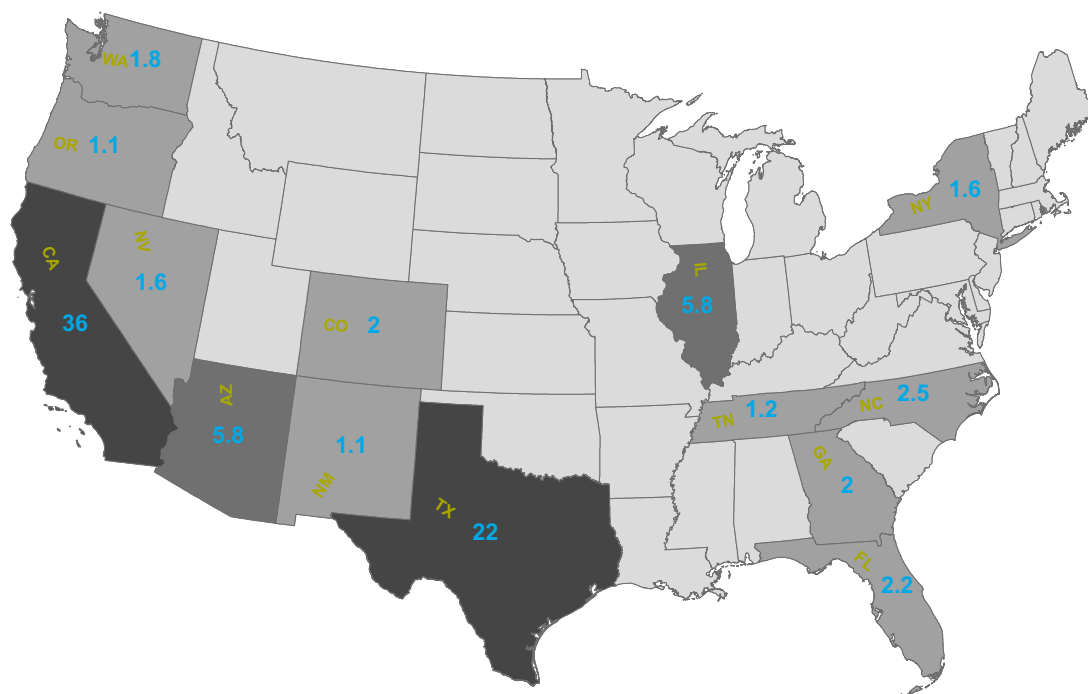 WA 1.8
OR 1.1
CA
36
NV
1.6
AZ
5.8
CO 2
NM
1.1
TX
22
IL
5.8
TN 1.2
NC 2.5
GA
2
FL
2.2
NY 1.6